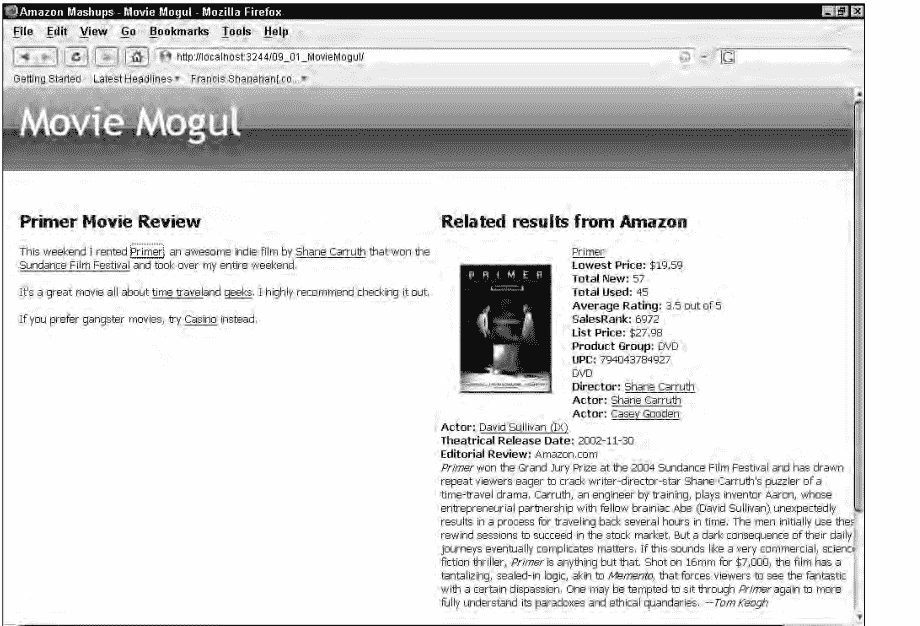 Amazon Mashups - Movie Mogul - Mozilla Firefox
File Edit View Go Bookmarks Tools Help
http://localhost:3244/09_01_MovieMogul/
Getting Started Latest Headlines Francis Shanahan[.co...
Movie Mogul
Primer Movie Review
This weekend i rented Primer, an awesome indie film by Shane Carruth that won the
Sundance Film Festival and took over my entire weekend.
It's a great movie all about time traveland geeks. I highly recommend checking it out.
If you prefer gangster movies, try Casino instead.
Related results from Amazon
PRIMER
Primer
Lowest Price: $19.59
Total New: 57
Total Used: 45
Average Rating: 3.5 out of 5
SalesRank: 6972
List Price: $27.98
Product Group: DVD
UPC: 794043784927
DVD
Director: Shane Carruth
Actor: Shane Carruth
Actor: Casey Gooden
Actor: David Sullivan (IX)
Theatrical Release Date: 2002-11-30
Editorial Review: Amazon.com
Primer won the Grand Jury Prize at the 2004 Sundance Film Festival and has drawn
repeat viewers eager to crack writer-director-star Shane Carruth's puzzler of a
time-travel drama. Carruth, an engineer by training, plays inventor Aaron, whose
entrepreneurial partnership with fellow brainiac Abe (David Sullivan) unexpectedly
results in a process for traveling back several hours in time. The men initially use thes
rewind sessions to succeed in the stock market. But a dark consequence of their daily
journeys eventually complicates matters. If this sounds like a very commercial, science
fiction thriller, Primer is anything but that. Shot on 16mm for $7,000, the film has a
tantalizing, sealed-in logic, akin to Memento, that forces viewers to see the fantastic
with a certain dispassion. One may be tempted to sit through Primer again to more
fully understand its paradoxes and ethical quandaries. --Tom Keogh